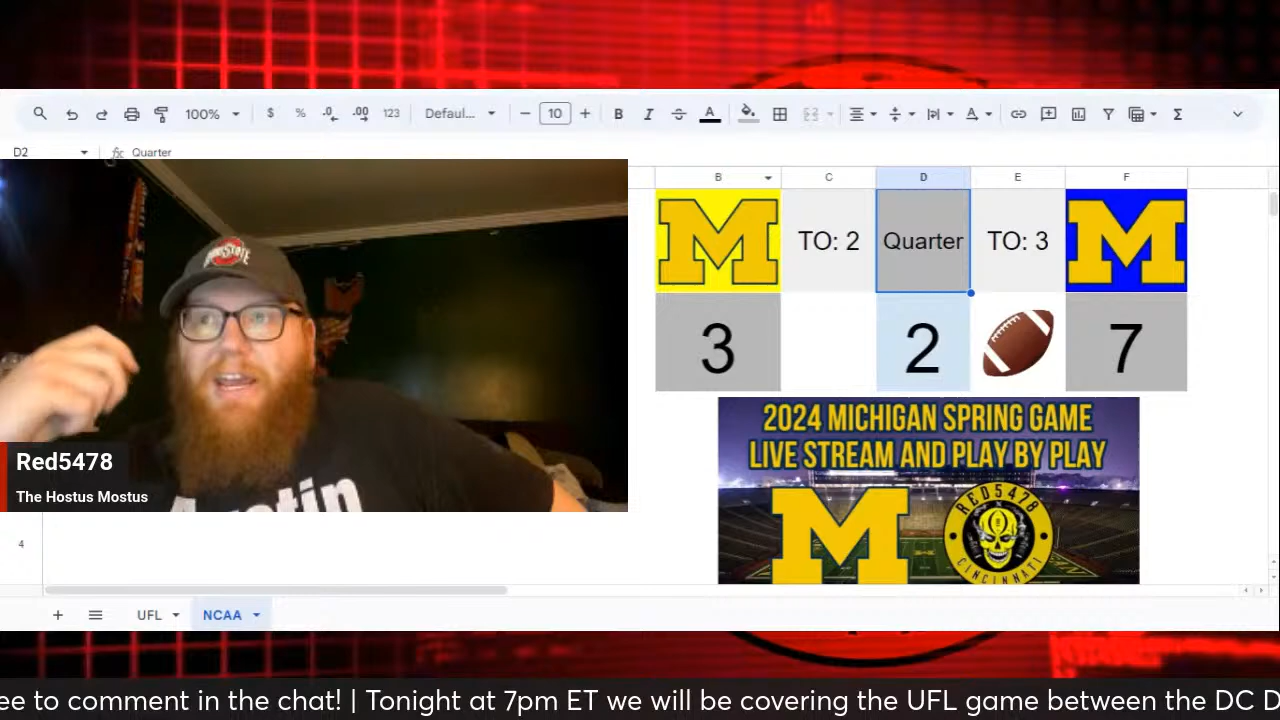 100%
$
%
.0
.00
123
Defaul...
10
B
I
S
A
A
Σ
D2
fx Quarter
B
C
D
E
F
M
TO: 2
Quarter
TO: 3
M
3
2
7
2024 MICHIGAN SPRING GAME
LIVE STREAM AND PLAY BY PLAY
M
RED5478
CINCINNATI
OHIO STATE
Red5478
The Hostus Mostus
4
UFL
NCAA
ee to comment in the chat! | Tonight at 7pm ET we will be covering the UFL game between the DC D